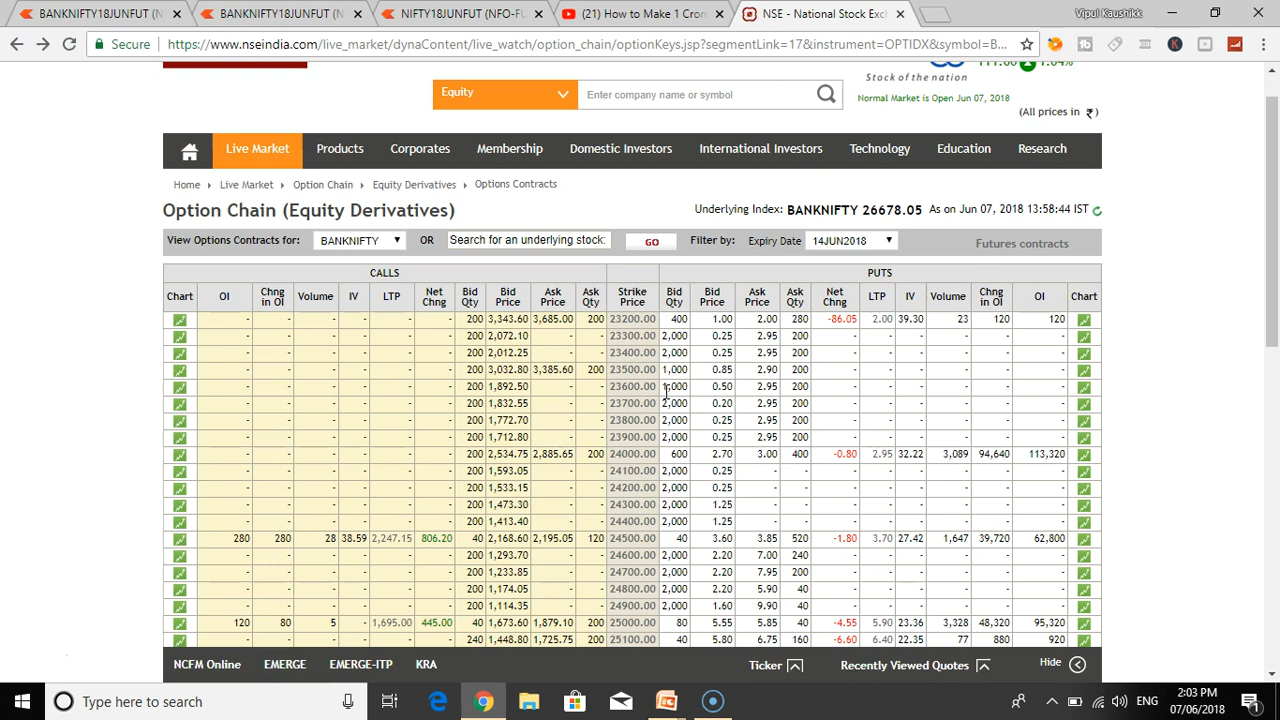 BANKNIFTY18JUNFUT (NFO-
BANKNIFTY18JUNFUT (NFO-
NIFTY18JUNFUT (NFO-FU
(21) How to Make 1 Crore
NSE - National Stock Exch
Vipul Kaushikk
Secure https://www.nseindia.com/live_market/dynaContent/live_watch/option_chain/optionKeys.jsp?segmentLink=17&instrument=OPTIDX&symbol=B...
Stock of the nation
Equity Enter company name or symbol
Normal Market is Open Jun 07, 2018
(All prices in ₹)
Live Market Products Corporates Membership Domestic Investors International Investors Technology Education Research
Home Live Market Option Chain Equity Derivatives Options Contracts
Option Chain (Equity Derivatives) Underlying Index: BANKNIFTY 26678.05 As on Jun 07, 2018 13:58:44 IST
View Options Contracts for: BANKNIFTY OR Search for an underlying stock: GO Filter by: Expiry Date 14JUN2018 Futures contracts
CALLS PUTS
Chart OI Chng in OI Volume IV LTP Net Chng Bid Qty Bid Price Ask Price Ask Qty Strike Price Bid Qty Bid Price Ask Price Ask Qty Net Chng LTP IV Volume Chng in OI OI Chart
- - - - - - 200 3,343.60 3,685.00 200 23200.00 400 1.00 2.00 280 -86.05 2.00 39.30 23 120 120
- - - - - - 200 2,072.10 - - 23300.00 2,000 0.25 2.95 200 - - - - - -
- - - - - - 200 2,012.25 - - 23400.00 2,000 0.25 2.95 200 - - - - - -
- - - - - - 200 3,032.80 3,385.60 200 23500.00 1,000 0.85 2.90 200 - - - - - -
- - - - - - 200 1,892.50 - - 23600.00 1,000 0.50 2.95 200 - - - - - -
- - - - - - 200 1,832.55 - - 23700.00 2,000 0.20 2.95 200 - - - - - -
- - - - - - 200 1,772.70 - - 23800.00 2,000 0.25 2.95 200 - - - - - -
- - - - - - 200 1,712.80 - - 23900.00 2,000 0.25 2.95 200 - - - - - -
- - - - - - 200 2,534.75 2,885.65 200 24000.00 600 2.70 3.00 400 -0.80 2.95 32.22 3,089 94,640 113,320
- - - - - - 200 1,593.05 - - 24100.00 2,000 0.25 - - - - - - - -
- - - - - - 200 1,533.15 - - 24200.00 2,000 0.25 - - - - - - - -
- - - - - - 200 1,473.30 - - 24300.00 2,000 1.25 - - - - - - - -
- - - - - - 200 1,413.40 - - 24400.00 2,000 1.25 - - - - - - - -
280 280 28 38.59 2,247.15 806.20 40 2,168.60 2,195.05 120 24500.00 40 3.60 3.85 520 -1.80 3.70 27.42 1,647 39,720 62,800
- - - - - - 200 1,293.70 - - 24600.00 2,000 2.20 7.00 240 - - - - - -
- - - - - - 200 1,233.85 - - 24700.00 2,000 2.20 7.95 200 - - - - - -
- - - - - - 200 1,174.05 - - 24800.00 2,000 2.20 5.90 40 - - - - - -
- - - - - - 200 1,114.35 - - 24900.00 2,000 1.60 9.90 40 - - - - - -
120 80 5 - 1,695.00 445.00 40 1,673.60 1,879.10 200 25000.00 80 5.55 5.85 40 -4.55 5.90 23.36 3,328 48,320 95,320
- - - - - - 240 1,448.80 1,725.75 200 25100.00 40 5.80 6.75 160 -6.60 6.40 22.35 77 880 920
NCFM Online EMERGE EMERGE-ITP KRA Ticker Recently Viewed Quotes Hide
Type here to search
ENG
2:03 PM
07/06/2018